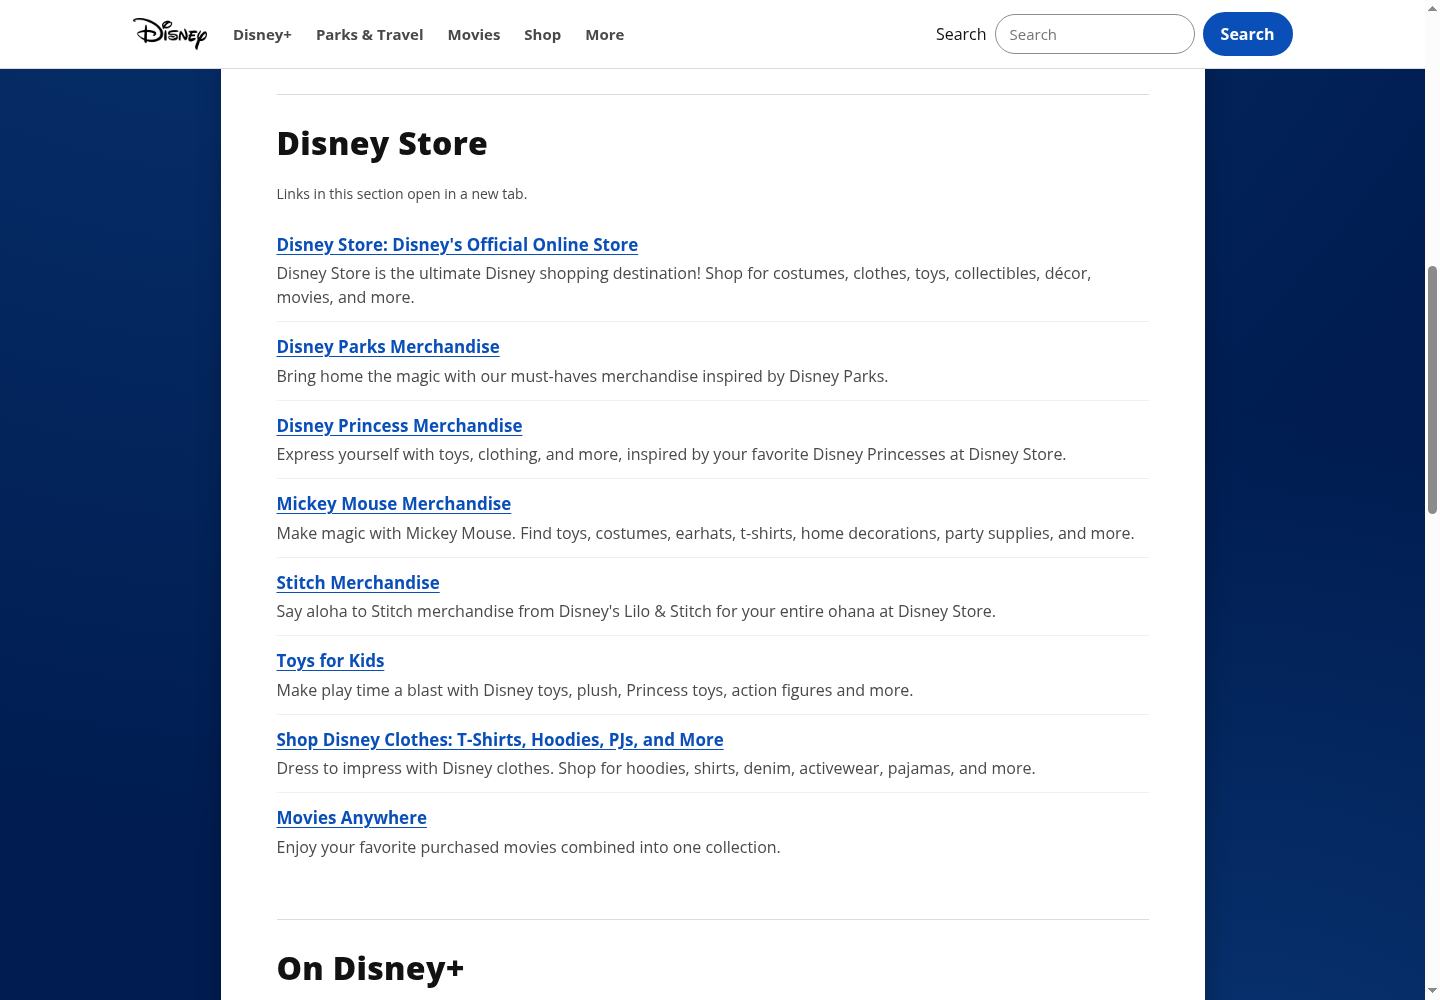 Disney
Disney+
Parks & Travel
Movies
Shop
More
Search
Search
Search
Disney Store
Links in this section open in a new tab.
Disney Store: Disney's Official Online Store
Disney Store is the ultimate Disney shopping destination! Shop for costumes, clothes, toys, collectibles, décor,
movies, and more.
Disney Parks Merchandise
Bring home the magic with our must-haves merchandise inspired by Disney Parks.
Disney Princess Merchandise
Express yourself with toys, clothing, and more, inspired by your favorite Disney Princesses at Disney Store.
Mickey Mouse Merchandise
Make magic with Mickey Mouse. Find toys, costumes, earhats, t-shirts, home decorations, party supplies, and more.
Stitch Merchandise
Say aloha to Stitch merchandise from Disney's Lilo & Stitch for your entire ohana at Disney Store.
Toys for Kids
Make play time a blast with Disney toys, plush, Princess toys, action figures and more.
Shop Disney Clothes: T-Shirts, Hoodies, PJs, and More
Dress to impress with Disney clothes. Shop for hoodies, shirts, denim, activewear, pajamas, and more.
Movies Anywhere
Enjoy your favorite purchased movies combined into one collection.
On Disney+